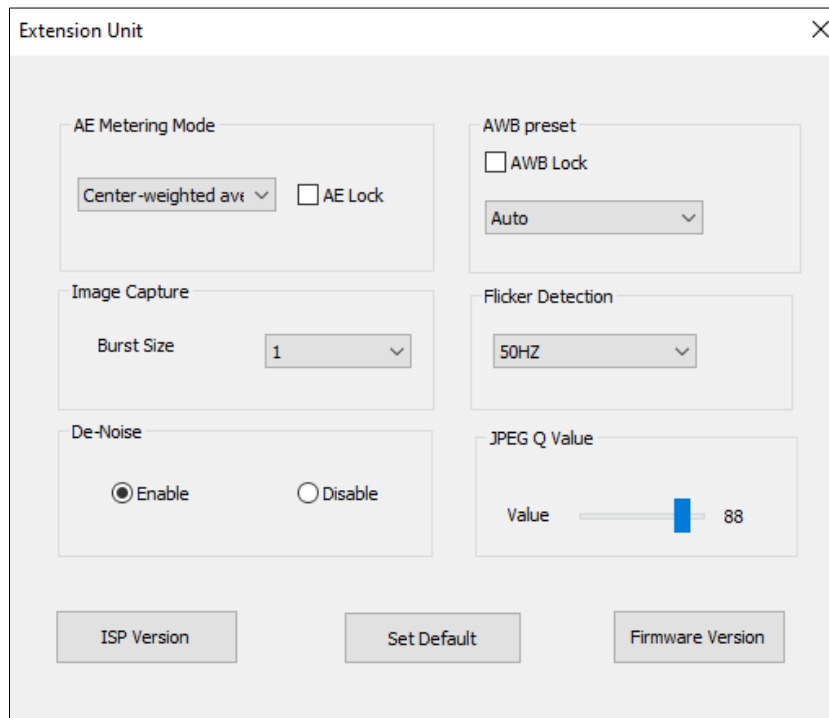 Extension Unit
AE Metering Mode
Center-weighted ave
AE Lock
AWB preset
AWB Lock
Auto
Image Capture
Burst Size
1
Flicker Detection
50HZ
De-Noise
Enable
Disable
JPEG Q Value
Value
88
ISP Version
Set Default
Firmware Version